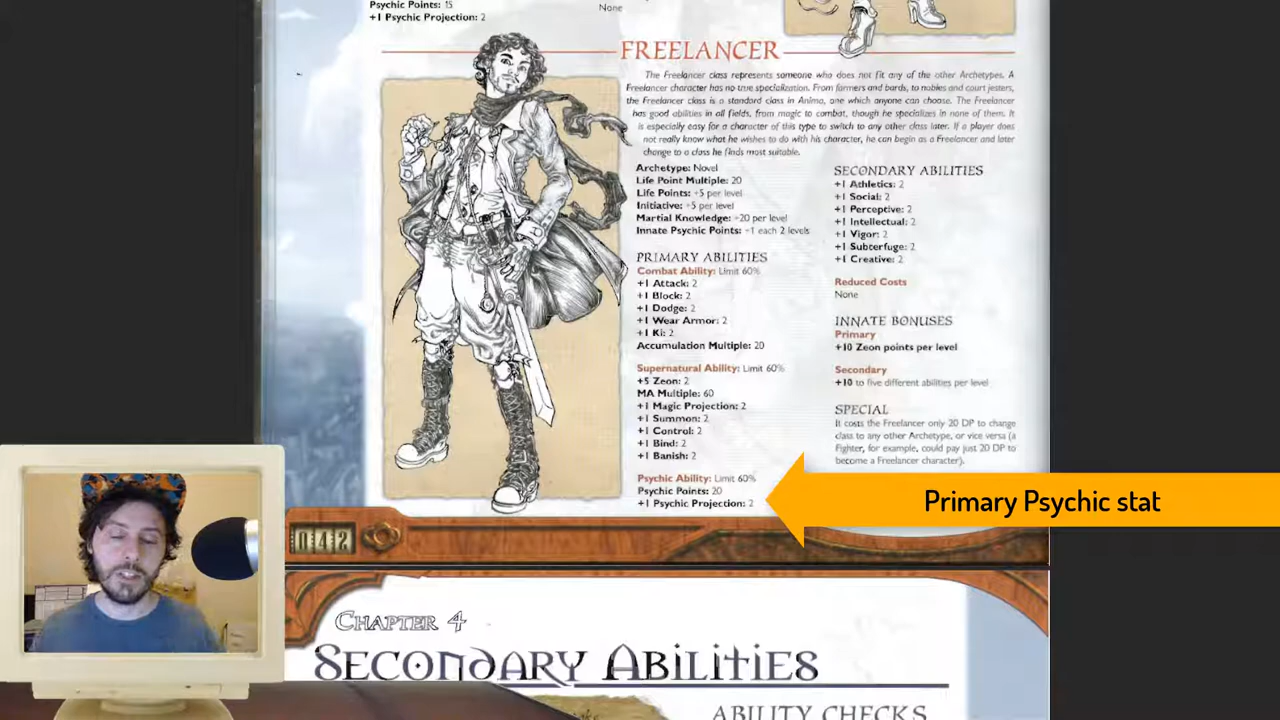 Psychic Points: 15
+1 Psychic Projection: 2
None
FREELANCER
The Freelancer class represents someone who does not fit any of the other Archetypes. A
Freelancer character has no true specialization. From farmers and bards, to nobles and court jesters,
the Freelancer class is a standard class in Anima, one which anyone can choose. The Freelancer
has good abilities in all fields, from magic to combat, though he specializes in none of them. It
is especially easy for a character of this type to switch to any other class later. If a player does
not really know what he wishes to do with his character, he can begin as a Freelancer and later
change to a class he finds most suitable.
Archetype: Novel
Life Point Multiple: 20
Life Points: +5 per level
Initiative: +5 per level
Martial Knowledge: +20 per level
Innate Psychic Points: +1 each 2 levels
PRIMARY ABILITIES
Combat Ability: Limit 60%
+1 Attack: 2
+1 Block: 2
+1 Dodge: 2
+1 Wear Armor: 2
+1 Ki: 2
Accumulation Multiple: 20
Supernatural Ability: Limit 60%
+5 Zeon: 2
MA Multiple: 60
+1 Magic Projection: 2
+1 Summon: 2
+1 Control: 2
+1 Bind: 2
+1 Banish: 2
Psychic Ability: Limit 60%
Psychic Points: 20
+1 Psychic Projection: 2
SECONDARY ABILITIES
+1 Athletics: 2
+1 Social: 2
+1 Perceptive: 2
+1 Intellectual: 2
+1 Vigor: 2
+1 Subterfuge: 2
+1 Creative: 2
Reduced Costs
None
INNATE BONUSES
Primary
+10 Zeon points per level
Secondary
+10 to five different abilities per level
SPECIAL
It costs the Freelancer only 20 DP to change
class to any other Archetype, or vice versa (a
Fighter, for example, could pay just 20 DP to
become a Freelancer character).
Primary Psychic stat
042
CHAPTER 4
SECONDARY ABILITIES
ABILITY CHECKS